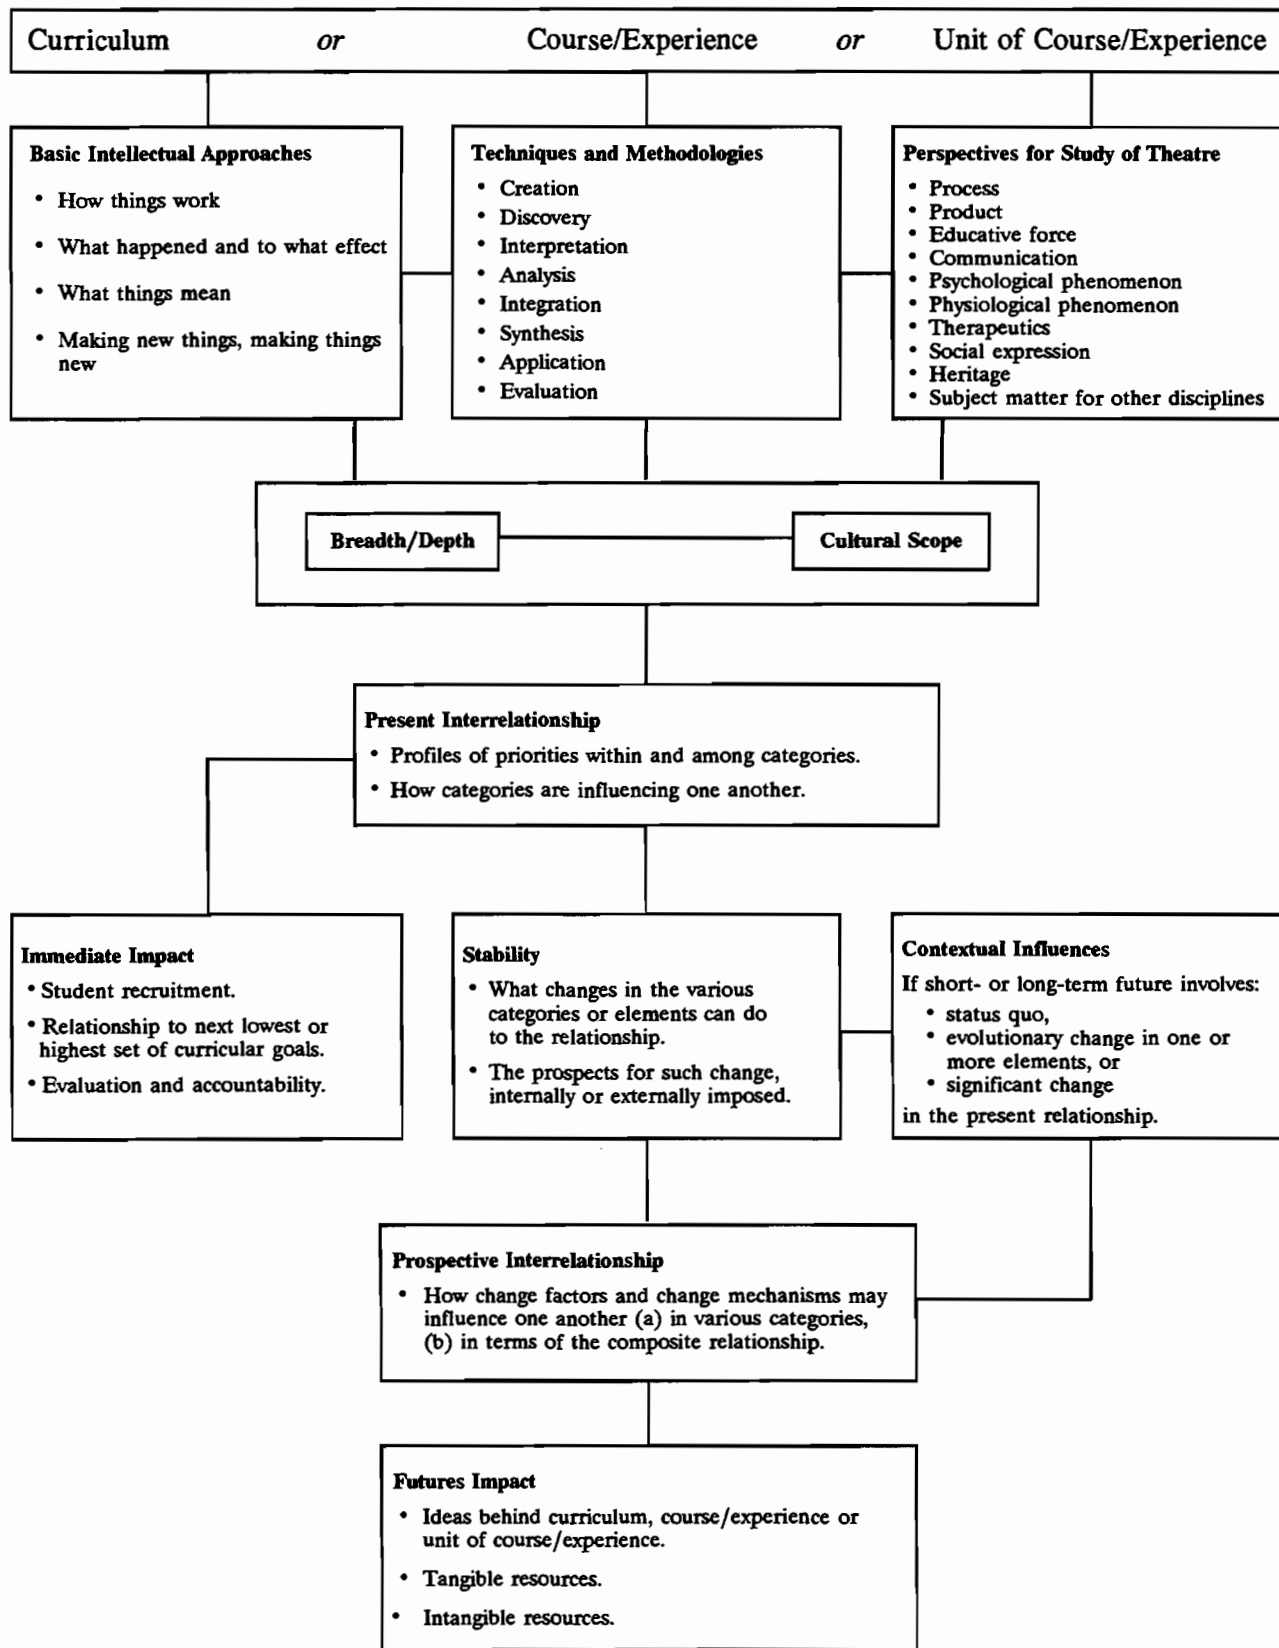 Curriculum or Course/Experience or Unit of Course/Experience
Basic Intellectual Approaches
• How things work
• What happened and to what effect
• What things mean
• Making new things, making things
new
Techniques and Methodologies
• Creation
• Discovery
• Interpretation
• Analysis
• Integration
• Synthesis
• Application
• Evaluation
Perspectives for Study of Theatre
• Process
• Product
• Educative force
• Communication
• Psychological phenomenon
• Physiological phenomenon
• Therapeutics
• Social expression
• Heritage
• Subject matter for other disciplines
Breadth/Depth
Cultural Scope
Present Interrelationship
• Profiles of priorities within and among categories.
• How categories are influencing one another.
Immediate Impact
• Student recruitment.
• Relationship to next lowest or
highest set of curricular goals.
• Evaluation and accountability.
Stability
• What changes in the various
categories or elements can do
to the relationship.
• The prospects for such change,
internally or externally imposed.
Contextual Influences
If short- or long-term future involves:
• status quo,
• evolutionary change in one or
more elements, or
• significant change
in the present relationship.
Prospective Interrelationship
• How change factors and change mechanisms may
influence one another (a) in various categories,
(b) in terms of the composite relationship.
Futures Impact
• Ideas behind curriculum, course/experience or
unit of course/experience.
• Tangible resources.
• Intangible resources.